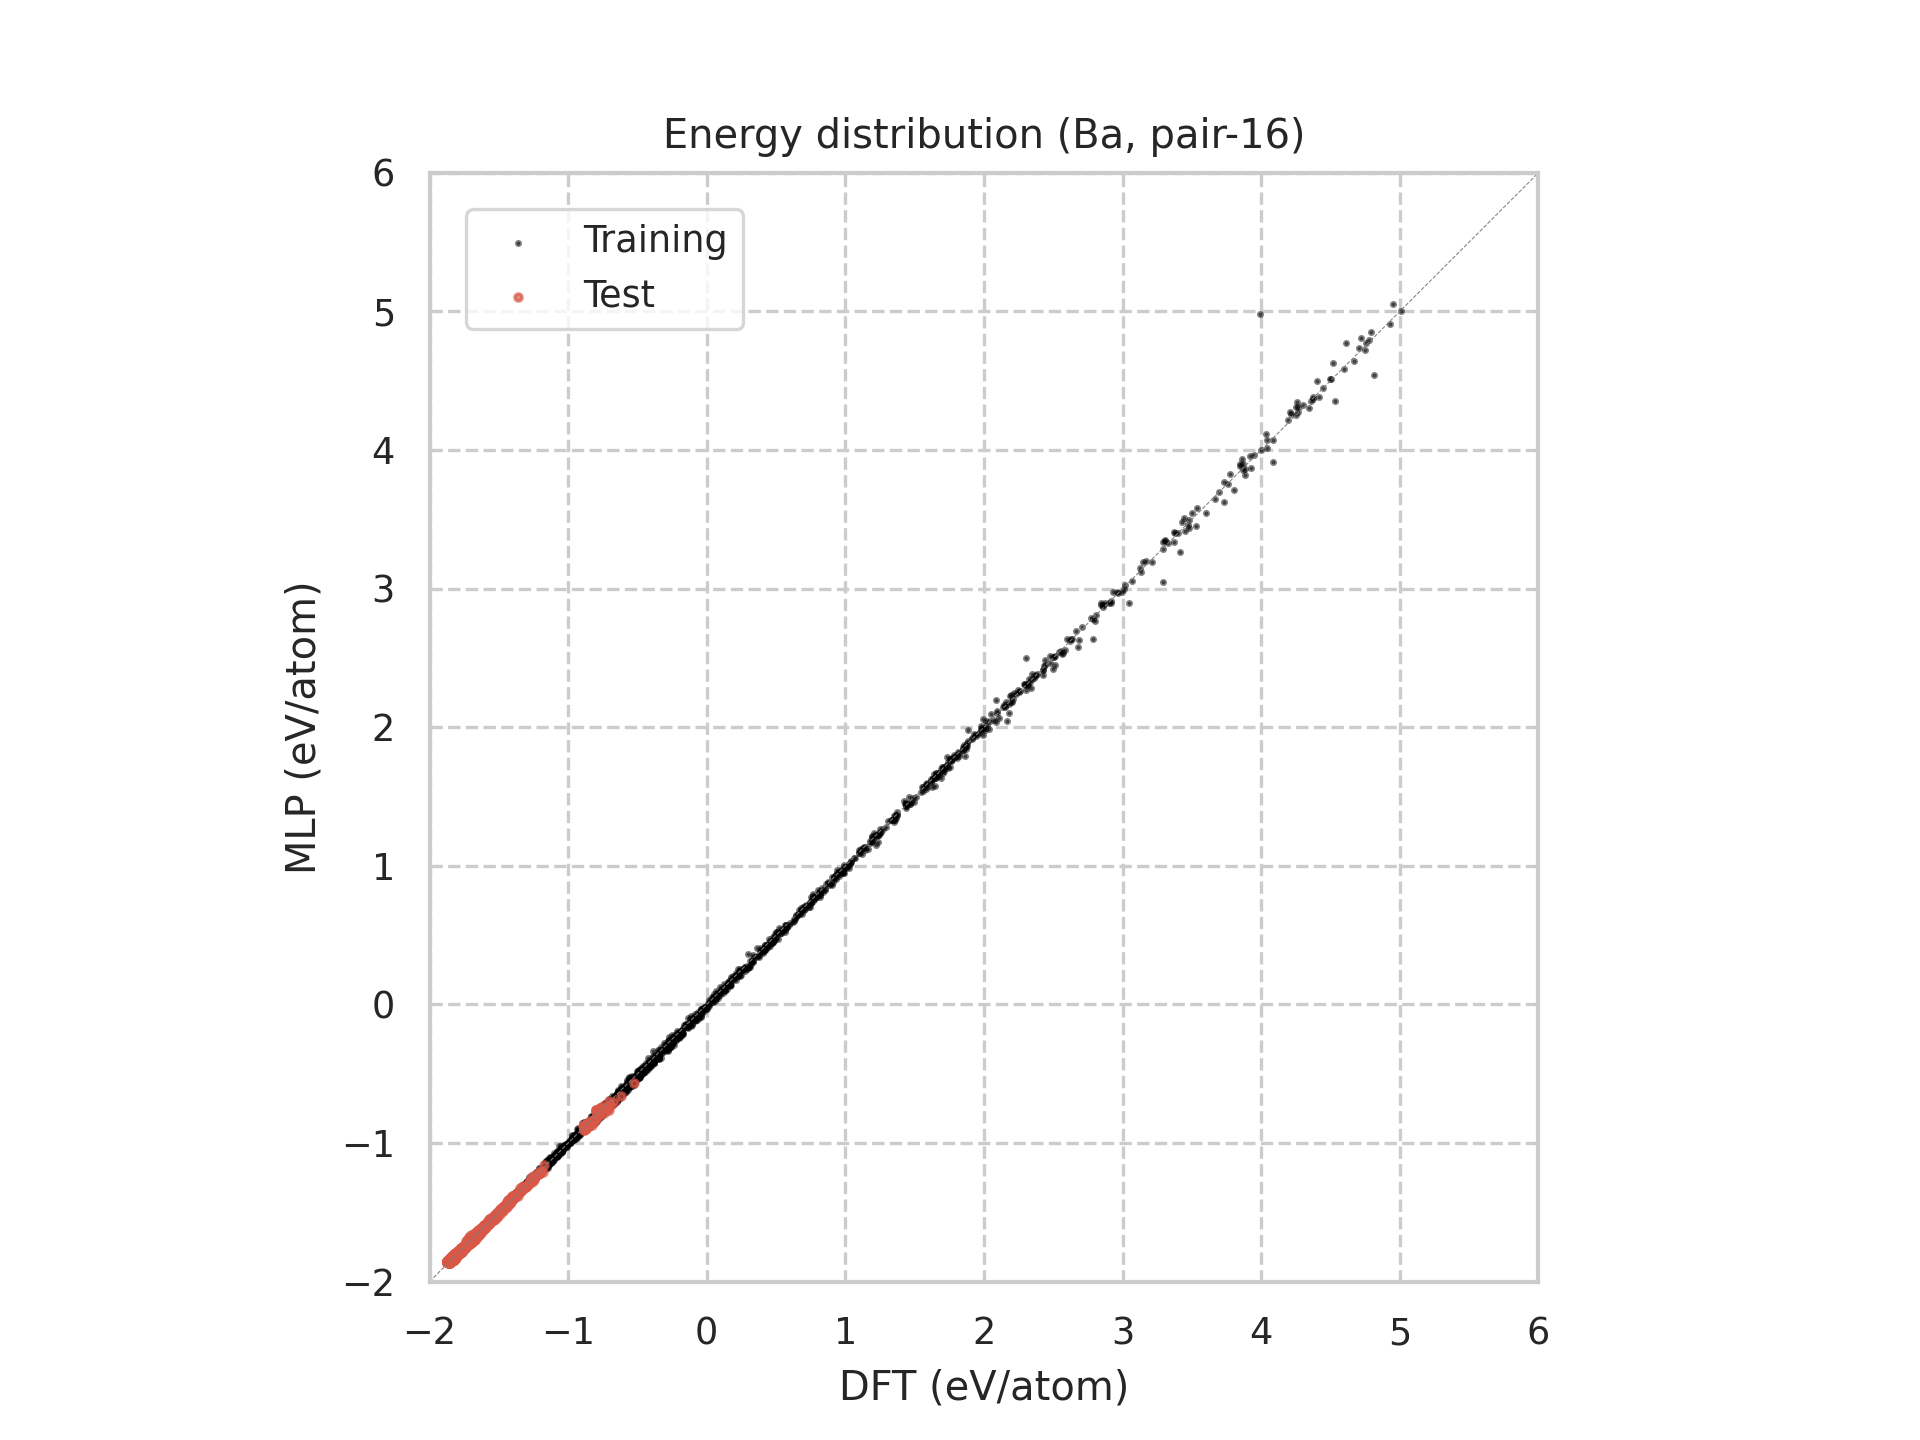 Energy distribution (Ba, pair-16)
Training
Test
6
5
4
3
2
1
0
−1
−2
MLP (eV/atom)
−2 −1 0 1 2 3 4 5 6
DFT (eV/atom)